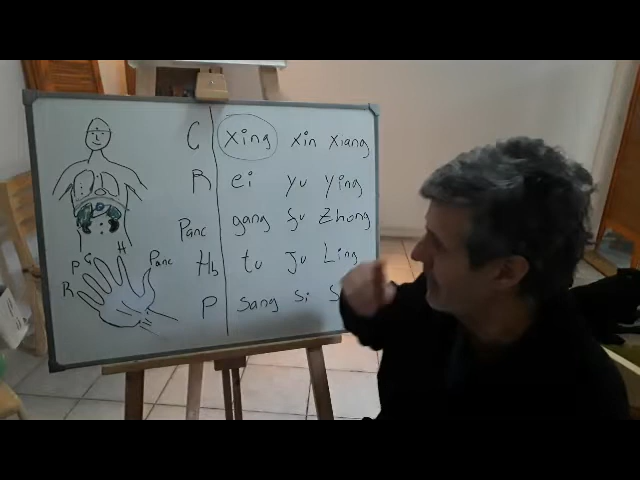 C xing xin xiang
R ei yu ying
Panc gang fu zhong
Hb tu Ju Ling
P sang si
H
P C Panc
R